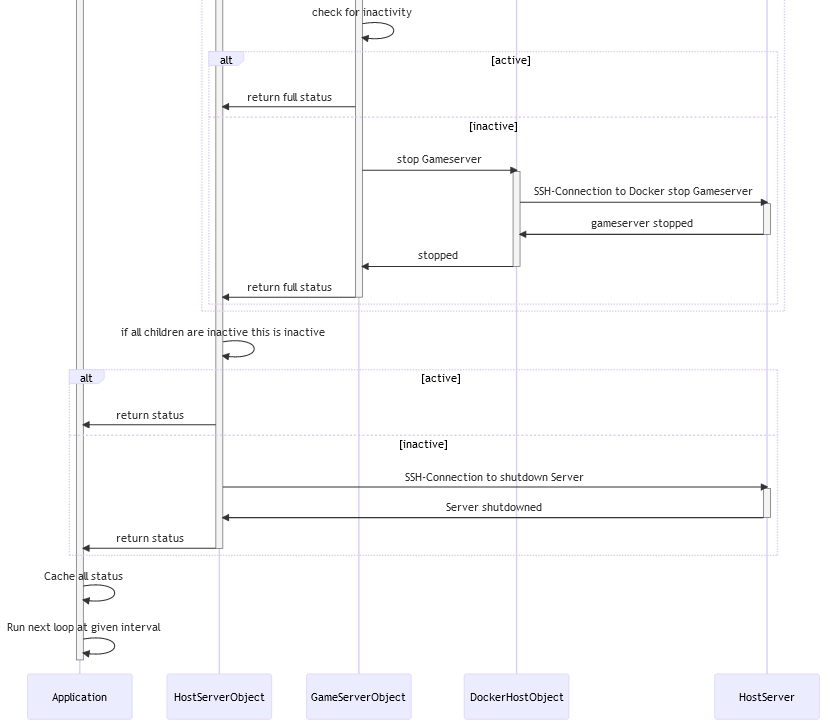 check for inactivity
alt
[active]
return full status
[inactive]
stop Gameserver
SSH-Connection to Docker stop Gameserver
gameserver stopped
stopped
return full status
if all children are inactive this is inactive
alt
[active]
return status
[inactive]
SSH-Connection to shutdown Server
Server shutdowned
return status
Cache all status
Run next loop at given interval
Application
HostServerObject
GameServerObject
DockerHostObject
HostServer